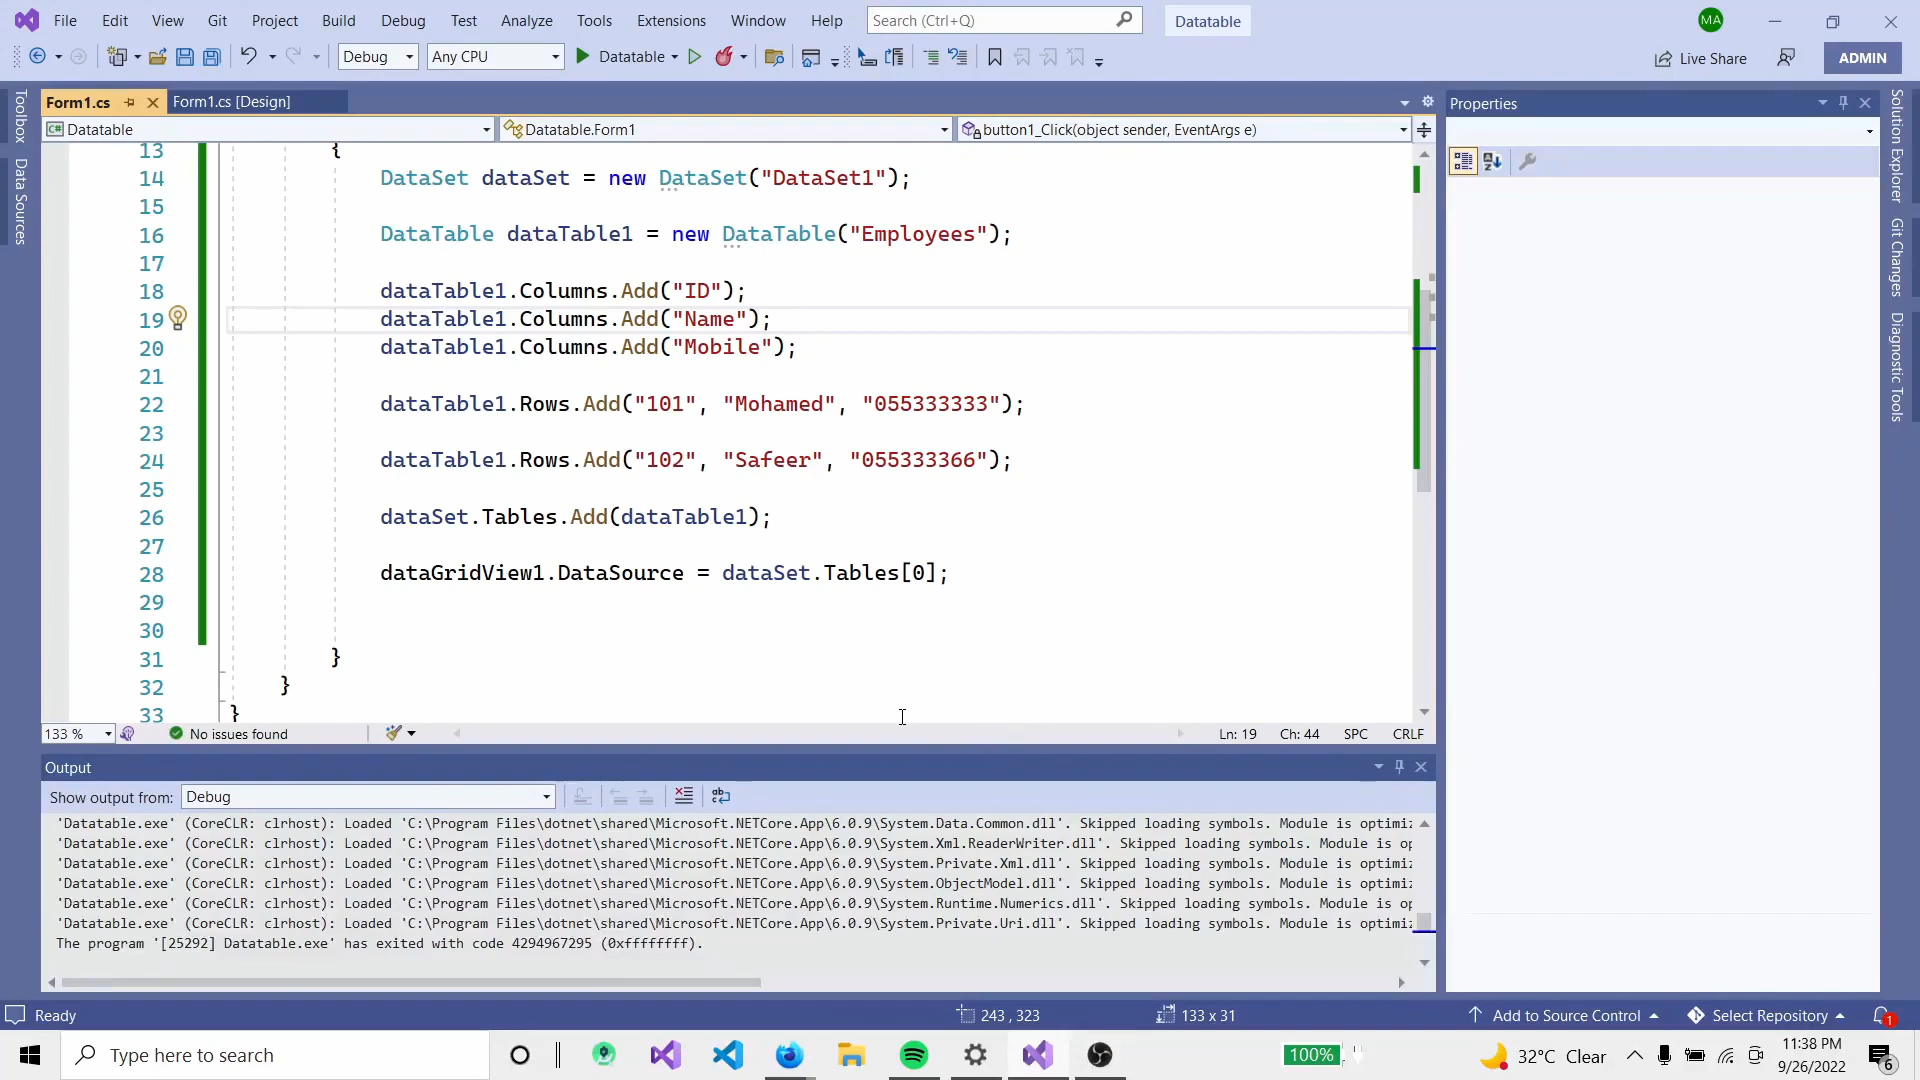 File Edit View Git Project Build Debug Test Analyze Tools Extensions Window Help Search (Ctrl+Q) Datatable MA
Debug Any CPU Datatable Live Share ADMIN
Form1.cs Form1.cs [Design]
Datatable Datatable.Form1 button1_Click(object sender, EventArgs e)
13 {
14 DataSet dataSet = new DataSet("DataSet1");
15
16 DataTable dataTable1 = new DataTable("Employees");
17
18 dataTable1.Columns.Add("ID");
19 dataTable1.Columns.Add("Name");
20 dataTable1.Columns.Add("Mobile");
21
22 dataTable1.Rows.Add("101", "Mohamed", "055333333");
23
24 dataTable1.Rows.Add("102", "Safeer", "055333366");
25
26 dataSet.Tables.Add(dataTable1);
27
28 dataGridView1.DataSource = dataSet.Tables[0];
29
30
31 }
32 }
33 }
133 % No issues found Ln: 19 Ch: 44 SPC CRLF
Output
Show output from: Debug
'Datatable.exe' (CoreCLR: clrhost): Loaded 'C:\Program Files\dotnet\shared\Microsoft.NETCore.App\6.0.9\System.Data.Common.dll'. Skipped loading symbols. Module is optimiz
'Datatable.exe' (CoreCLR: clrhost): Loaded 'C:\Program Files\dotnet\shared\Microsoft.NETCore.App\6.0.9\System.Xml.ReaderWriter.dll'. Skipped loading symbols. Module is op
'Datatable.exe' (CoreCLR: clrhost): Loaded 'C:\Program Files\dotnet\shared\Microsoft.NETCore.App\6.0.9\System.Private.Xml.dll'. Skipped loading symbols. Module is optimiz
'Datatable.exe' (CoreCLR: clrhost): Loaded 'C:\Program Files\dotnet\shared\Microsoft.NETCore.App\6.0.9\System.ObjectModel.dll'. Skipped loading symbols. Module is optimiz
'Datatable.exe' (CoreCLR: clrhost): Loaded 'C:\Program Files\dotnet\shared\Microsoft.NETCore.App\6.0.9\System.Runtime.Numerics.dll'. Skipped loading symbols. Module is op
'Datatable.exe' (CoreCLR: clrhost): Loaded 'C:\Program Files\dotnet\shared\Microsoft.NETCore.App\6.0.9\System.Private.Uri.dll'. Skipped loading symbols. Module is optimiz
The program '[25292] Datatable.exe' has exited with code 4294967295 (0xffffffff).
Toolbox
Data Sources
Properties
Solution Explorer
Git Changes
Diagnostic Tools
Ready 243 , 323 133 x 31 Add to Source Control Select Repository 1
Type here to search 100% 32°C Clear 11:38 PM
9/26/2022 6